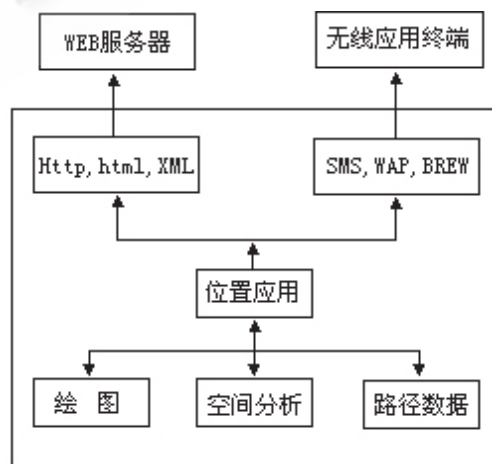 WEB服务器
无线应用终端
Http,html,XML
SMS,WAP,BREW
位置应用
绘 图
空间分析
路径数据